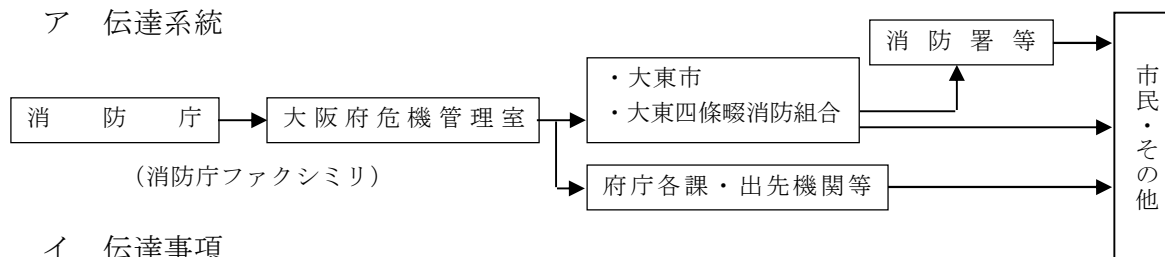 ア 伝達系統
消防署等
・大東市
・大東四條畷消防組合
消防庁
大阪府危機管理室
(消防庁ファクシミリ)
府庁各課・出先機関等
市民・その他
イ 伝達事項